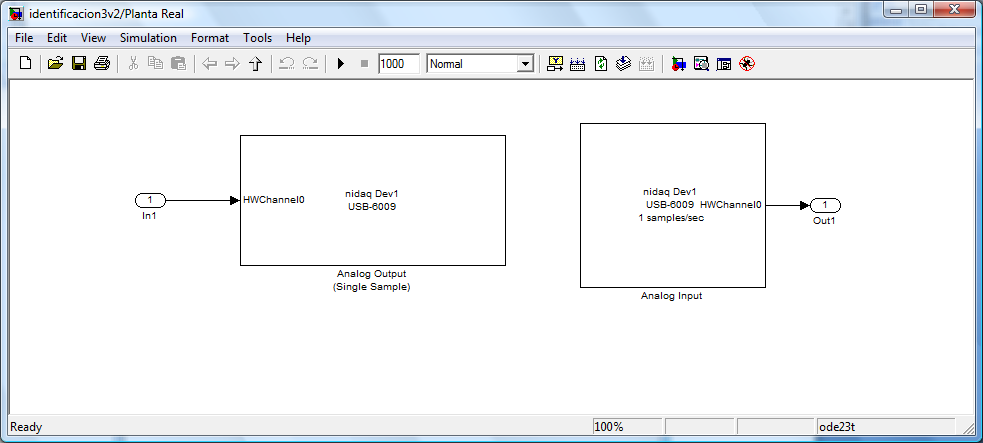 identificacion3v2/Planta Real
File Edit View Simulation Format Tools Help
1000 Normal
1
In1
HWChannel0
nidaq Dev1
USB-6009
Analog Output
(Single Sample)
nidaq Dev1
USB-6009 HWChannel0
1 samples/sec
Analog Input
1
Out1
Ready 100% ode23t